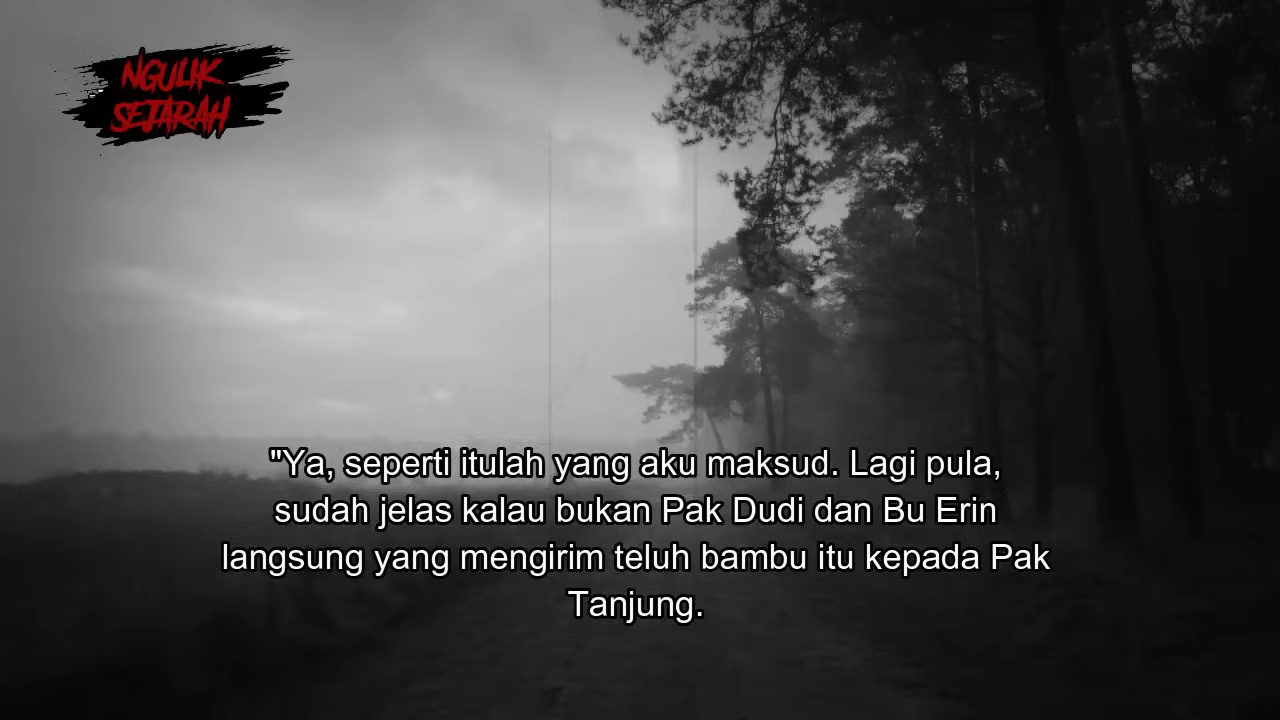 NGULIK
SEJARAH
"Ya, seperti itulah yang aku maksud. Lagi pula,
sudah jelas kalau bukan Pak Dudi dan Bu Erin
langsung yang mengirim teluh bambu itu kepada Pak
Tanjung.